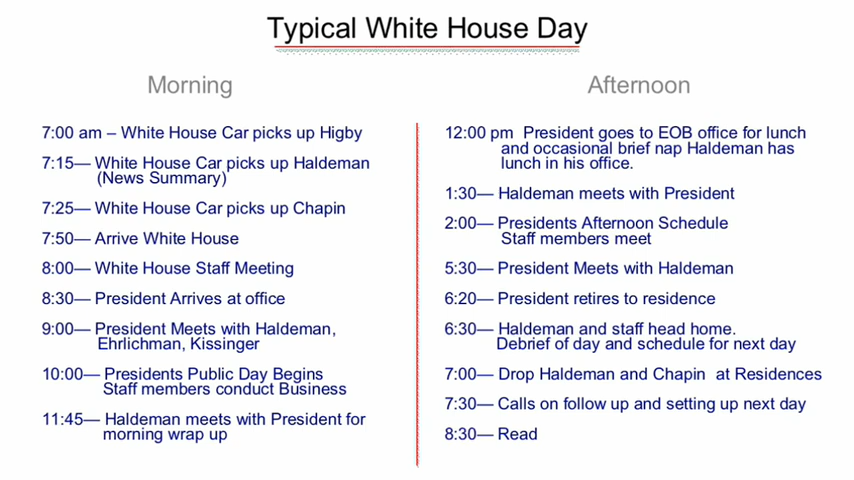 Typical White House Day
Morning
7:00 am – White House Car picks up Higby
7:15— White House Car picks up Haldeman
(News Summary)
7:25— White House Car picks up Chapin
7:50— Arrive White House
8:00— White House Staff Meeting
8:30— President Arrives at office
9:00— President Meets with Haldeman,
Ehrlichman, Kissinger
10:00— Presidents Public Day Begins
Staff members conduct Business
11:45— Haldeman meets with President for
morning wrap up
Afternoon
12:00 pm President goes to EOB office for lunch
and occasional brief nap Haldeman has
lunch in his office.
1:30— Haldeman meets with President
2:00— Presidents Afternoon Schedule
Staff members meet
5:30— President Meets with Haldeman
6:20— President retires to residence
6:30— Haldeman and staff head home.
Debrief of day and schedule for next day
7:00— Drop Haldeman and Chapin at Residences
7:30— Calls on follow up and setting up next day
8:30— Read